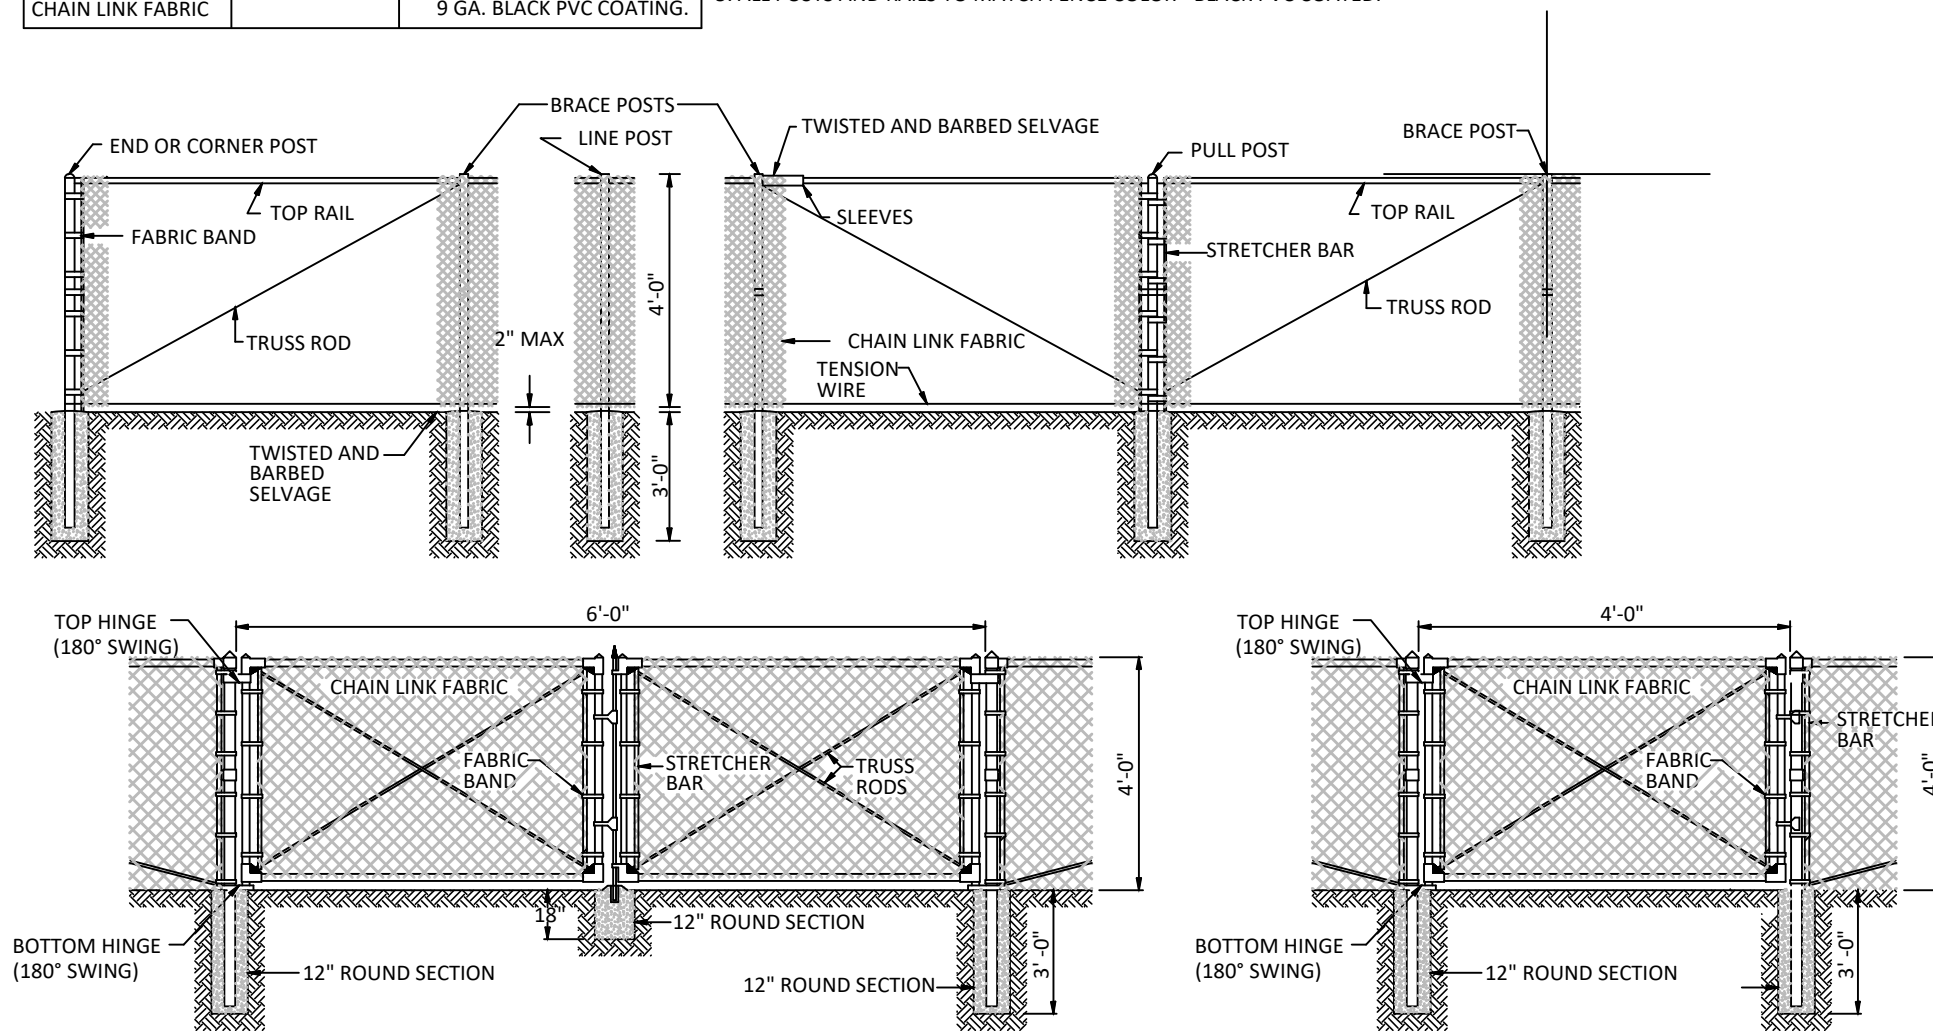 CHAIN LINK FABRIC
9 GA. BLACK PVC COATING.
BRACE POSTS
END OR CORNER POST
LINE POST
TWISTED AND BARBED SELVAGE
PULL POST
BRACE POST
TOP RAIL
FABRIC BAND
SLEEVES
TOP RAIL
STRETCHER BAR
4'-0"
TRUSS ROD
2" MAX
CHAIN LINK FABRIC
TRUSS ROD
TENSION
WIRE
TWISTED AND
BARBED
SELVAGE
3'-0"
TOP HINGE
(180° SWING)
6'-0"
CHAIN LINK FABRIC
FABRIC
BAND
STRETCHER
BAR
TRUSS
RODS
4'-0"
18"
12" ROUND SECTION
BOTTOM HINGE
(180° SWING)
12" ROUND SECTION
12" ROUND SECTION
3' -0"
TOP HINGE
(180° SWING)
4'-0"
CHAIN LINK FABRIC
STRETCHER
BAR
FABRIC
BAND
4'-0"
BOTTOM HINGE
(180° SWING)
12" ROUND SECTION
3' -0"